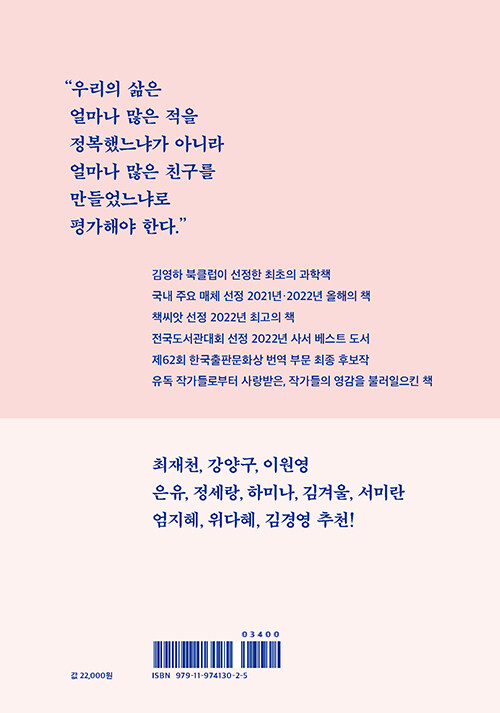 “우리의 삶은
얼마나 많은 적을
정복했느냐가 아니라
얼마나 많은 친구를
만들었느냐로
평가해야 한다.”
김영하 북클럽이 선정한 최초의 과학책
국내 주요 매체 선정 2021년·2022년 올해의 책
책씨앗 선정 2022년 최고의 책
전국도서관대회 선정 2022년 사서 베스트 도서
제62회 한국출판문화상 번역 부문 최종 후보작
유독 작가들로부터 사랑받은, 작가들의 영감을 불러일으킨 책
최재천, 강양구, 이원영
은유, 정세랑, 하미나, 김겨울, 서미란
엄지혜, 위다혜, 김경영 추천!
03400
값 22,000원
ISBN 979-11-974130-2-5